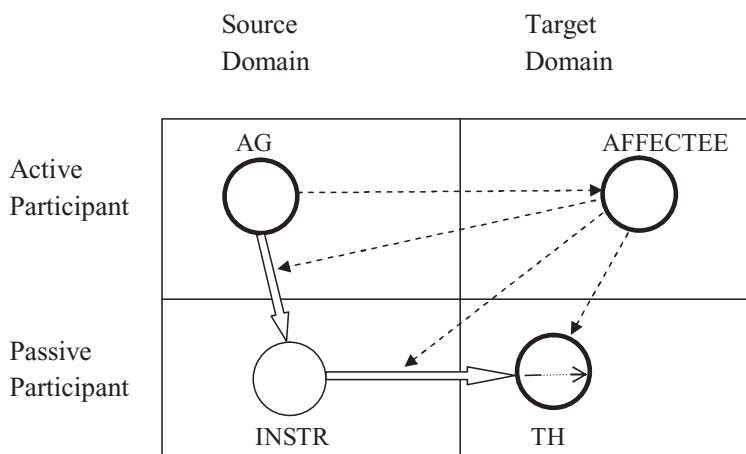 Source
Domain
Target
Domain
Active
Participant
AG
AFFECTEE
Passive
Participant
INSTR
TH